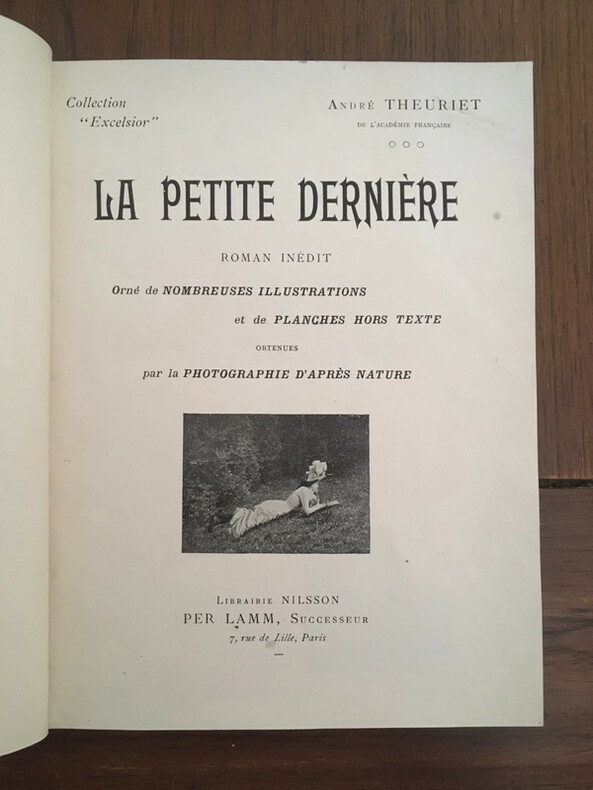 Collection
"Excelsior"
André THEURIET
DE L'ACADÉMIE FRANÇAISE
LA PETITE DERNIÈRE
ROMAN INÉDIT
Orné de NOMBREUSES ILLUSTRATIONS
et de PLANCHES HORS TEXTE
OBTENUES
par la PHOTOGRAPHIE D'APRÈS NATURE
Librairie NILSSON
PER LAMM, Successeur
7, rue de Lille, Paris